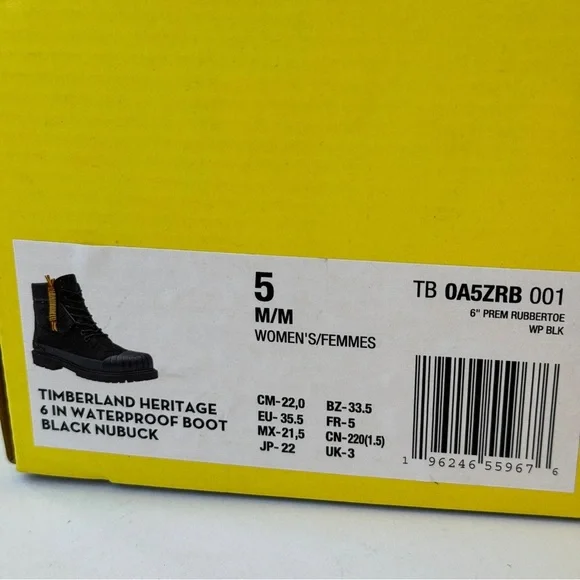 TIMBERLAND HERITAGE
6 IN WATERPROOF BOOT
BLACK NUBUCK
5
M/M
WOMEN'S/FEMMES
CM-22,0 BZ-33.5
EU- 35.5 FR-5
MX-21,5 CN-220(1.5)
JP- 22 UK-3
TB 0A5ZRB 001
6" PREM RUBBERTOE
WP BLK
1 96246 55967 6